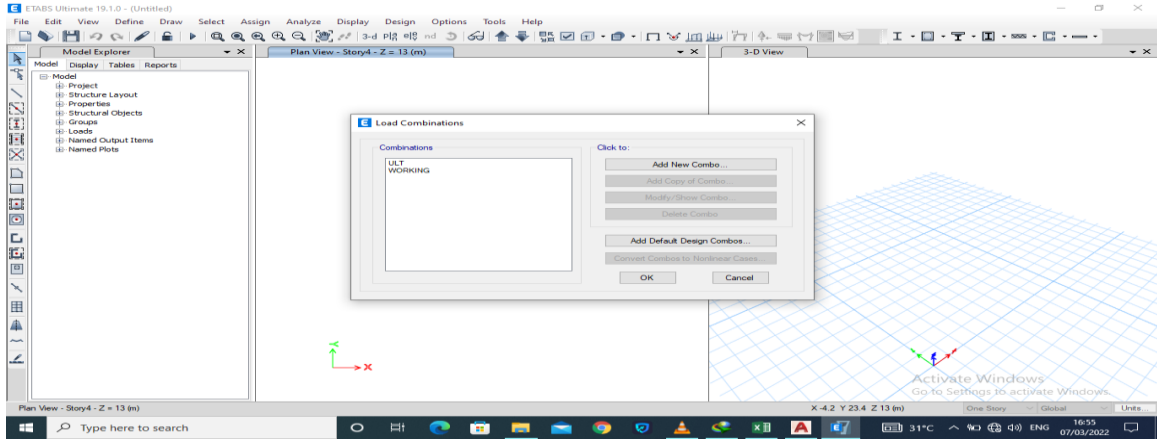 ETABS Ultimate 19.1.0 - (Untitled)
File Edit View Define Draw Select Assign Analyze Display Design Options Tools Help
3-d nd
Model Explorer
Plan View - Story4 - Z = 13 (m)
3-D View
Model Display Tables Reports
Model
Project
Structure Layout
Properties
Structural Objects
Groups
Loads
Named Output Items
Named Plots
Load Combinations
Combinations
ULT
WORKING
Click to:
Add New Combo...
Add Copy of Combo...
Modify/Show Combo...
Delete Combo
Add Default Design Combos...
Convert Combos to Nonlinear Cases...
OK Cancel
Y
X
Activate Windows
Go to Settings to activate Windows.
Plan View - Story4 - Z = 13 (m)
X -4.2 Y 23.4 Z 13 (m)
One Story
Global
Units...
Type here to search
31°C
ENG
16:55
07/03/2022